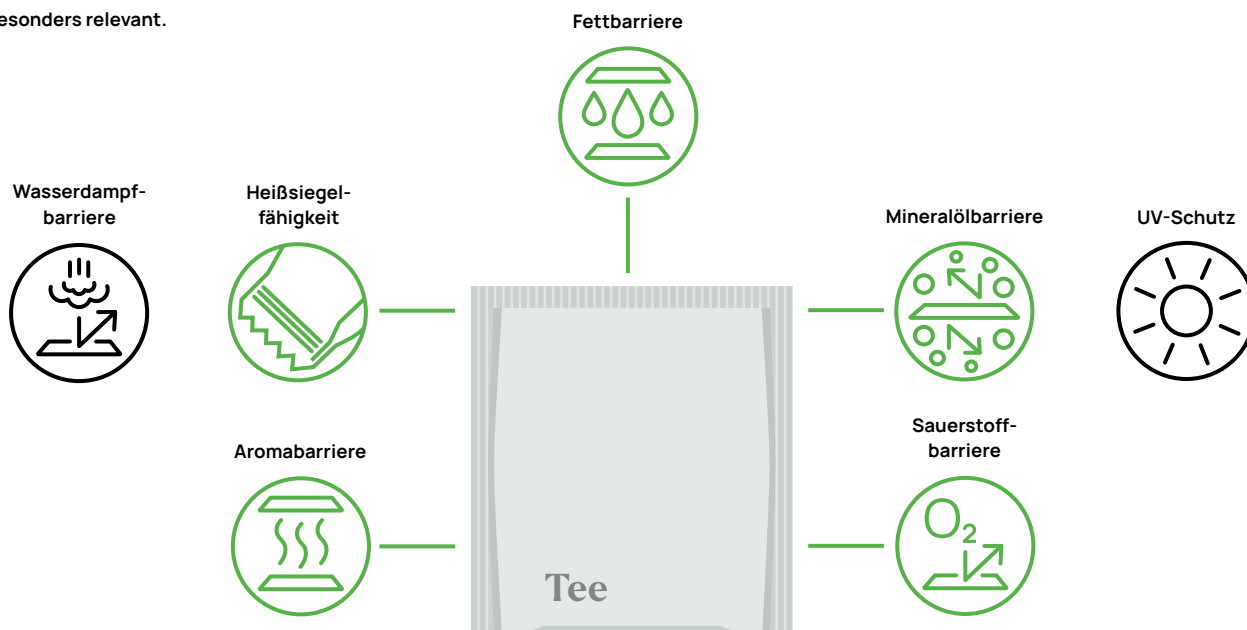 esonders relevant.
Fettbarriere
Wasserdampf-
barriere
Heißsiegel-
fähigkeit
Mineralölbarriere
UV-Schutz
Aromabarriere
Sauerstoff-
barriere
O2
Tee